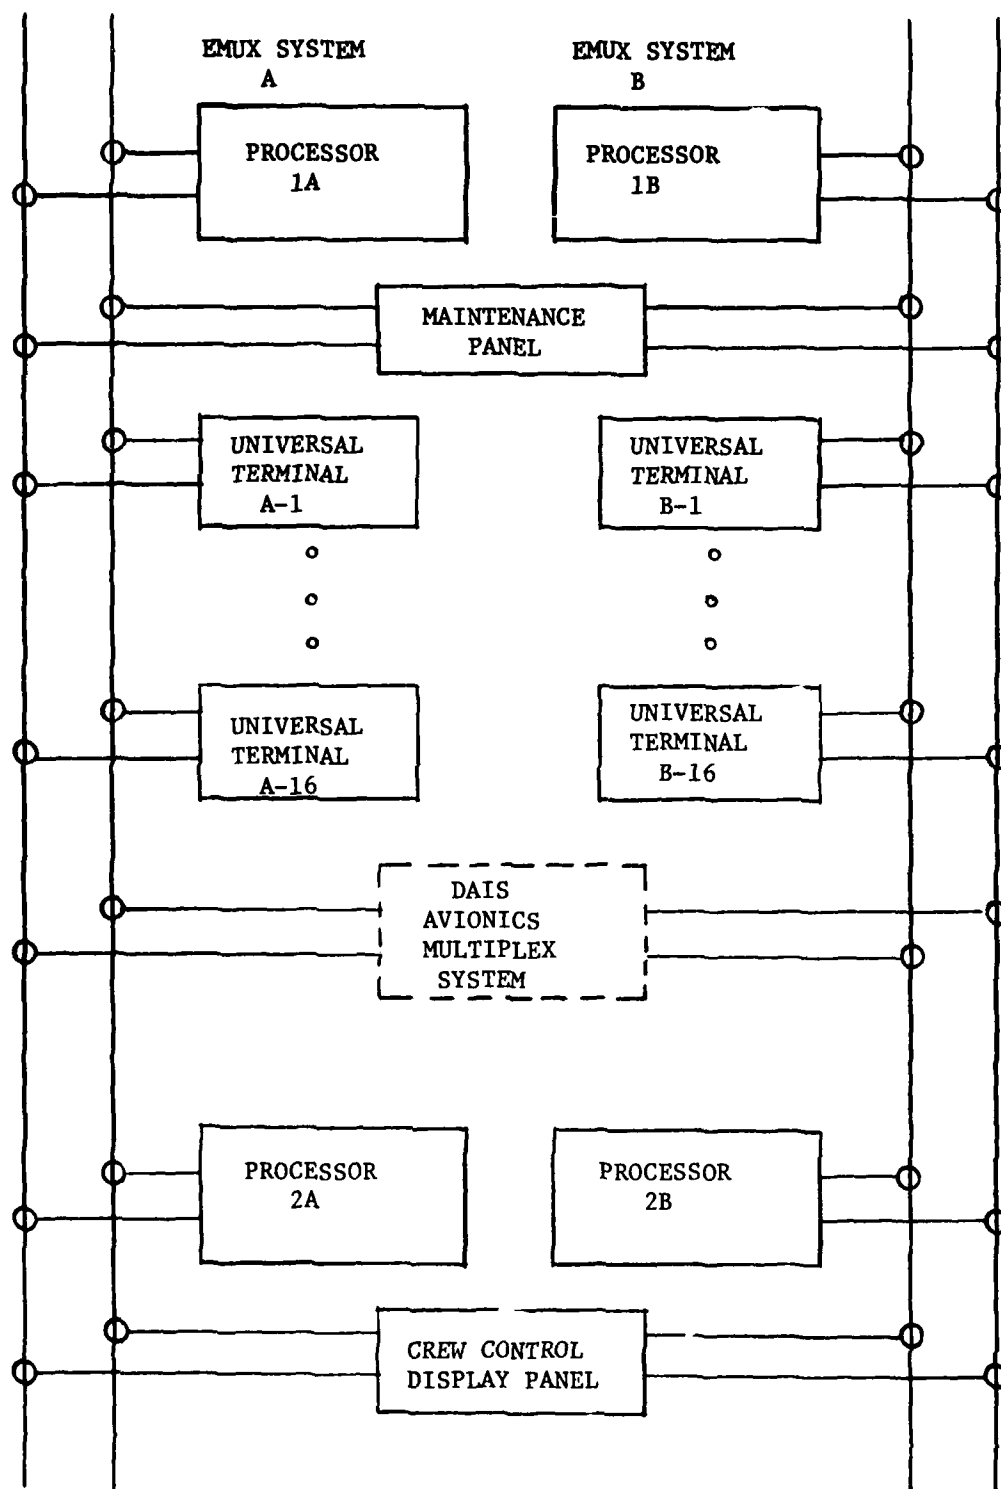 EMUX SYSTEM
A
EMUX SYSTEM
B
PROCESSOR
1A
PROCESSOR
1B
MAINTENANCE
PANEL
UNIVERSAL
TERMINAL
A-1
UNIVERSAL
TERMINAL
B-1
UNIVERSAL
TERMINAL
A-16
UNIVERSAL
TERMINAL
B-16
DAIS
AVIONICS
MULTIPLEX
SYSTEM
PROCESSOR
2A
PROCESSOR
2B
CREW CONTROL
DISPLAY PANEL